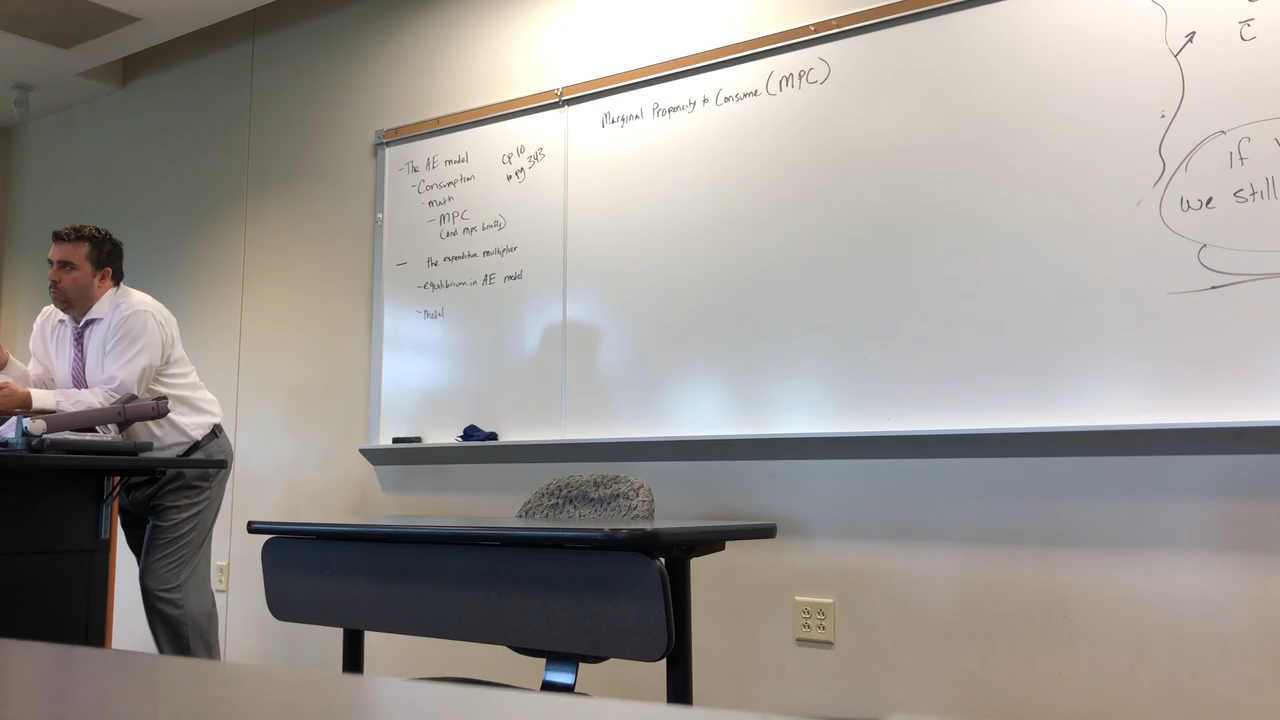 - The AE model
cp 10
to pg 343
- Consumption
- math
- MPC
(and mps briefly)
— the expenditure multiplier
- equilibrium in AE model
- Model
Marginal Propencity to Consume (MPC)
c̄
if
we still